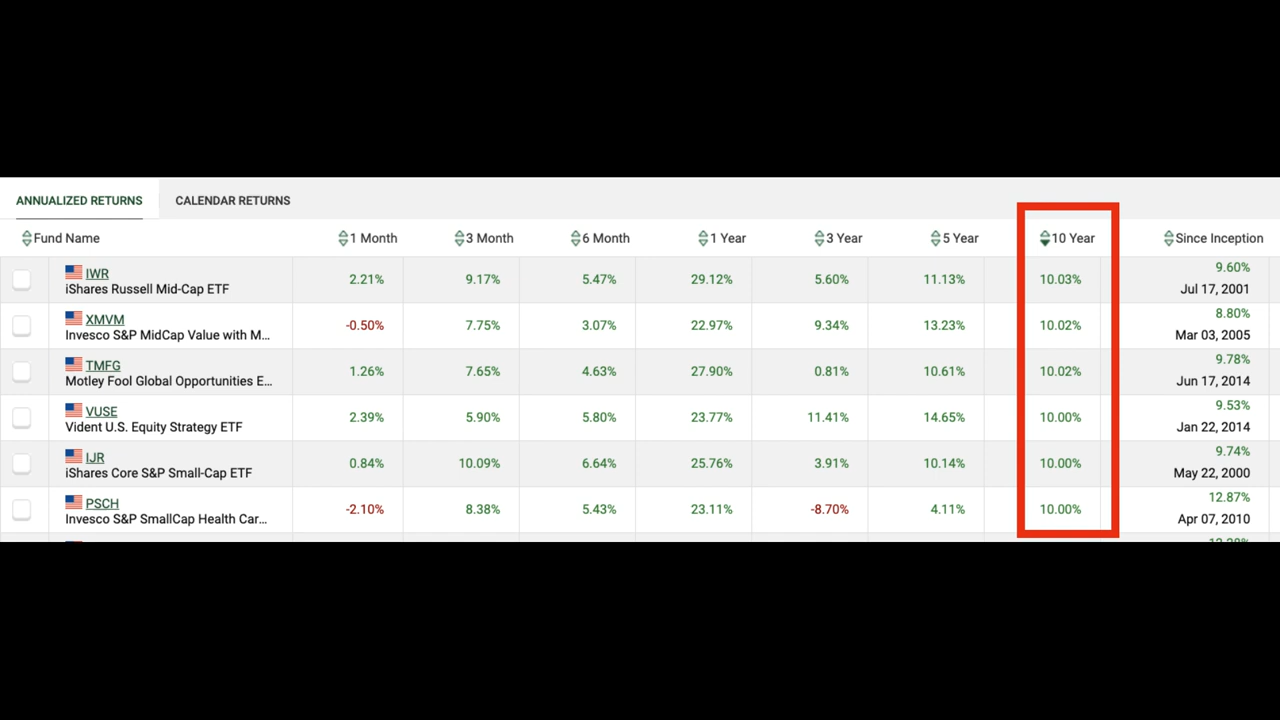 ANNUALIZED RETURNS CALENDAR RETURNS
Fund Name 1 Month 3 Month 6 Month 1 Year 3 Year 5 Year 10 Year Since Inception
IWR
iShares Russell Mid-Cap ETF 2.21% 9.17% 5.47% 29.12% 5.60% 11.13% 10.03% 9.60%
Jul 17, 2001
XMVM
Invesco S&P MidCap Value with M... -0.50% 7.75% 3.07% 22.97% 9.34% 13.23% 10.02% 8.80%
Mar 03, 2005
TMFG
Motley Fool Global Opportunities E... 1.26% 7.65% 4.63% 27.90% 0.81% 10.61% 10.02% 9.78%
Jun 17, 2014
VUSE
Vident U.S. Equity Strategy ETF 2.39% 5.90% 5.80% 23.77% 11.41% 14.65% 10.00% 9.53%
Jan 22, 2014
IJR
iShares Core S&P Small-Cap ETF 0.84% 10.09% 6.64% 25.76% 3.91% 10.14% 10.00% 9.74%
May 22, 2000
PSCH
Invesco S&P SmallCap Health Car... -2.10% 8.38% 5.43% 23.11% -8.70% 4.11% 10.00% 12.87%
Apr 07, 2010